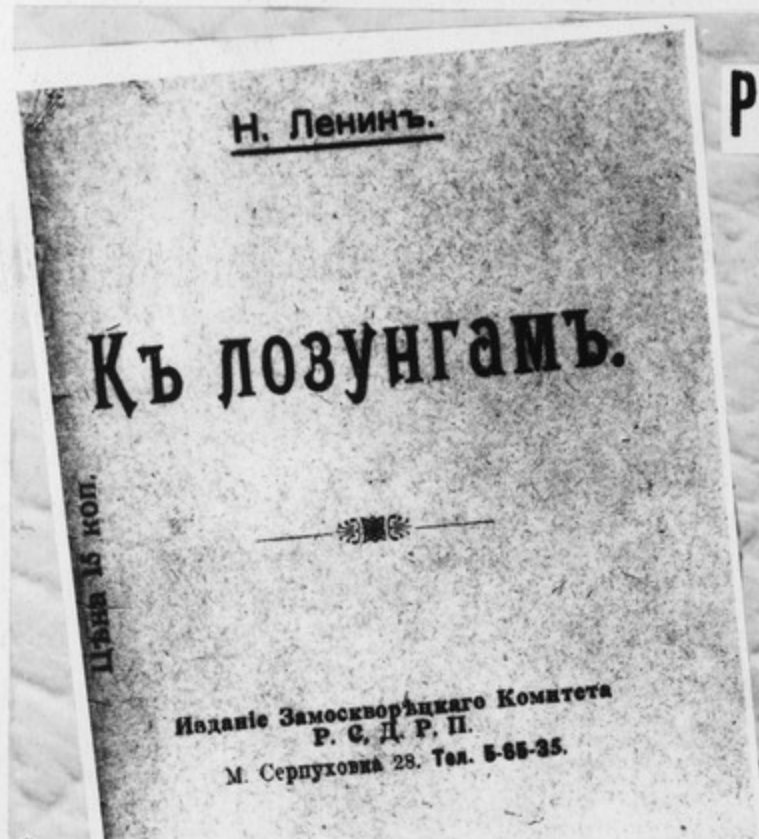 Н. Ленинъ.
Къ лозунгамъ.
Цѣна 15 коп.
Изданіе Замоскворѣцкаго Комитета
Р. С. Д. Р. П.
М. Серпуховка 28. Тел. 5-65-35.
Р